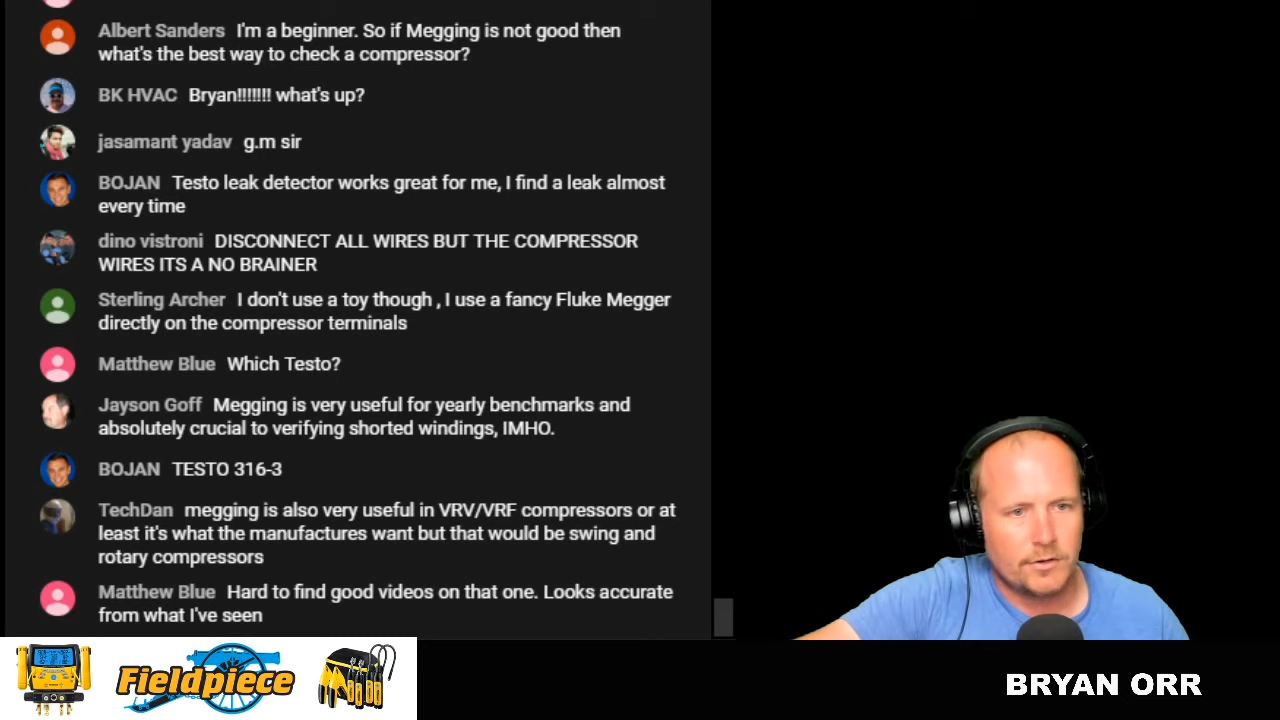 Albert Sanders I'm a beginner. So if Megging is not good then
what's the best way to check a compressor?
BK HVAC Bryan!!!!!!! what's up?
jasamant yadav g.m sir
BOJAN Testo leak detector works great for me, I find a leak almost
every time
dino vistroni DISCONNECT ALL WIRES BUT THE COMPRESSOR
WIRES ITS A NO BRAINER
Sterling Archer I don't use a toy though , I use a fancy Fluke Megger
directly on the compressor terminals
Matthew Blue Which Testo?
Jayson Goff Megging is very useful for yearly benchmarks and
absolutely crucial to verifying shorted windings, IMHO.
BOJAN TESTO 316-3
TechDan megging is also very useful in VRV/VRF compressors or at
least it's what the manufactures want but that would be swing and
rotary compressors
Matthew Blue Hard to find good videos on that one. Looks accurate
from what I've seen
Fieldpiece
BRYAN ORR